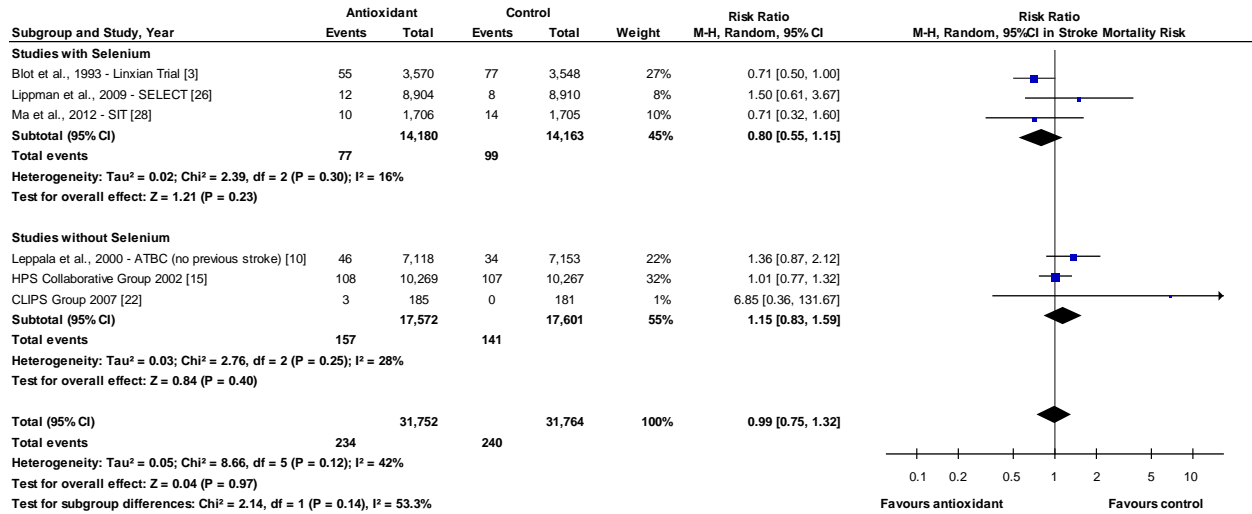 Antioxidant Control Risk Ratio Risk Ratio
Subgroup and Study, Year Events Total Events Total Weight M-H, Random, 95% CI M-H, Random, 95%CI in Stroke Mortality Risk
Studies with Selenium
Blot et al., 1993 - Linxian Trial [3] 55 3,570 77 3,548 27% 0.71 [0.50, 1.00]
Lippman et al., 2009 - SELECT [26] 12 8,904 8 8,910 8% 1.50 [0.61, 3.67]
Ma et al., 2012 - SIT [28] 10 1,706 14 1,705 10% 0.71 [0.32, 1.60]
Subtotal (95% CI) 14,180 14,163 45% 0.80 [0.55, 1.15]
Total events 77 99
Heterogeneity: Tau² = 0.02; Chi² = 2.39, df = 2 (P = 0.30); I² = 16%
Test for overall effect: Z = 1.21 (P = 0.23)
Studies without Selenium
Leppala et al., 2000 - ATBC (no previous stroke) [10] 46 7,118 34 7,153 22% 1.36 [0.87, 2.12]
HPS Collaborative Group 2002 [15] 108 10,269 107 10,267 32% 1.01 [0.77, 1.32]
CLIPS Group 2007 [22] 3 185 0 181 1% 6.85 [0.36, 131.67]
Subtotal (95% CI) 17,572 17,601 55% 1.15 [0.83, 1.59]
Total events 157 141
Heterogeneity: Tau² = 0.03; Chi² = 2.76, df = 2 (P = 0.25); I² = 28%
Test for overall effect: Z = 0.84 (P = 0.40)
Total (95% CI) 31,752 31,764 100% 0.99 [0.75, 1.32]
Total events 234 240
Heterogeneity: Tau² = 0.05; Chi² = 8.66, df = 5 (P = 0.12); I² = 42%
Test for overall effect: Z = 0.04 (P = 0.97)
Test for subgroup differences: Chi² = 2.14, df = 1 (P = 0.14), I² = 53.3%
0.1 0.2 0.5 1 2 5 10
Favours antioxidant Favours control